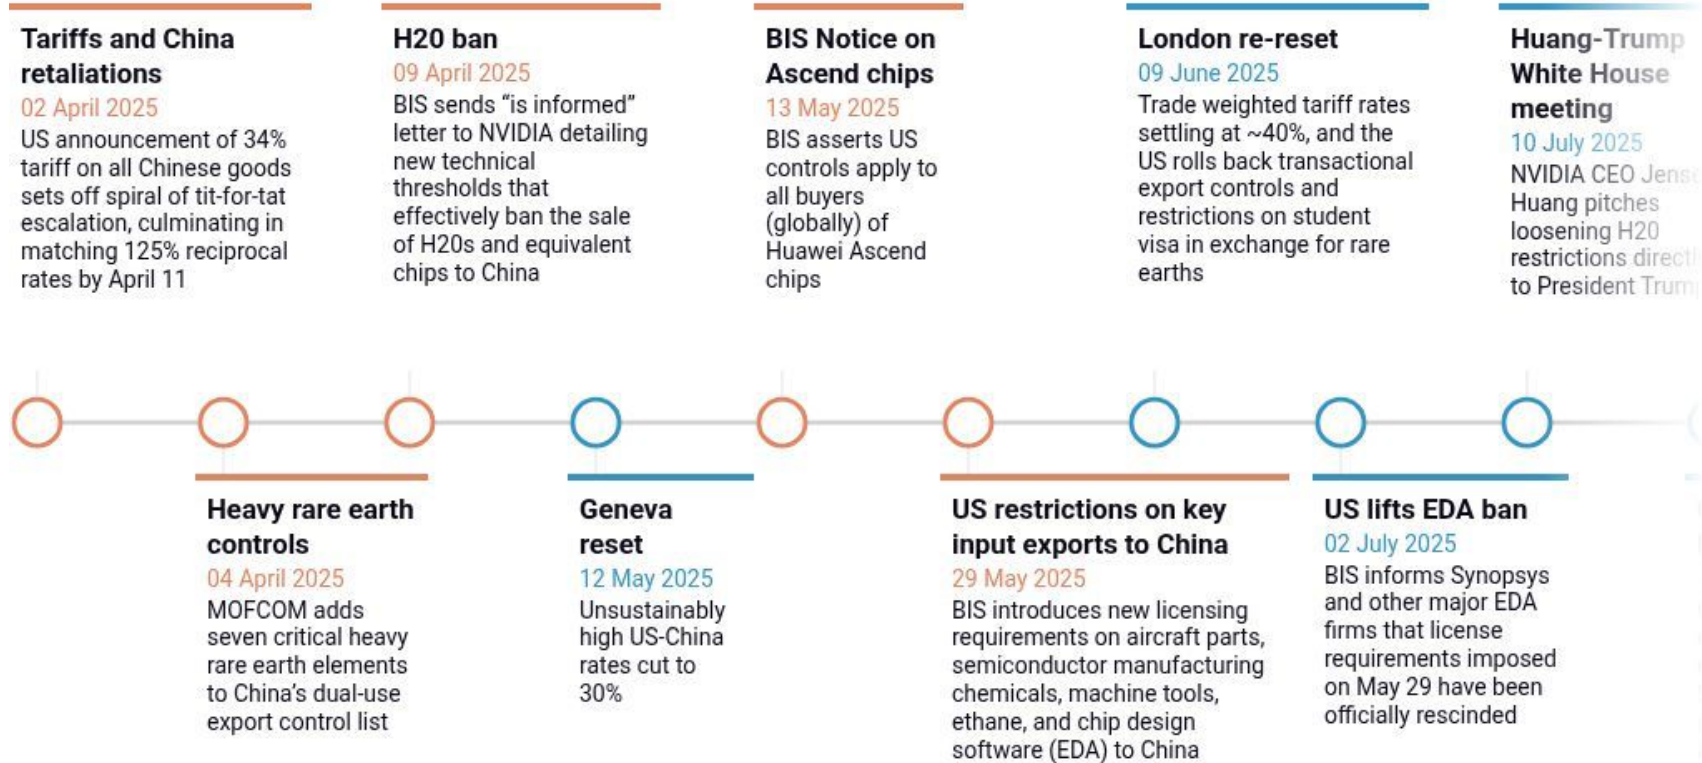 Tariffs and China
retaliations
02 April 2025
US announcement of 34%
tariff on all Chinese goods
sets off spiral of tit-for-tat
escalation, culminating in
matching 125% reciprocal
rates by April 11
H20 ban
09 April 2025
BIS sends “is informed”
letter to NVIDIA detailing
new technical
thresholds that
effectively ban the sale
of H20s and equivalent
chips to China
BIS Notice on
Ascend chips
13 May 2025
BIS asserts US
controls apply to
all buyers
(globally) of
Huawei Ascend
chips
London re-reset
09 June 2025
Trade weighted tariff rates
settling at ~40%, and the
US rolls back transactional
export controls and
restrictions on student
visa in exchange for rare
earths
Huang-Trump
White House
meeting
10 July 2025
NVIDIA CEO
Huang pitches
loosening H20
restrictions
to President
Heavy rare earth
controls
04 April 2025
MOFCOM adds
seven critical heavy
rare earth elements
to China’s dual-use
export control list
Geneva
reset
12 May 2025
Unsustainably
high US-China
rates cut to
30%
US restrictions on key
input exports to China
29 May 2025
BIS introduces new licensing
requirements on aircraft parts,
semiconductor manufacturing
chemicals, machine tools,
ethane, and chip design
software (EDA) to China
US lifts EDA ban
02 July 2025
BIS informs Synopsys
and other major EDA
firms that license
requirements imposed
on May 29 have been
officially rescinded